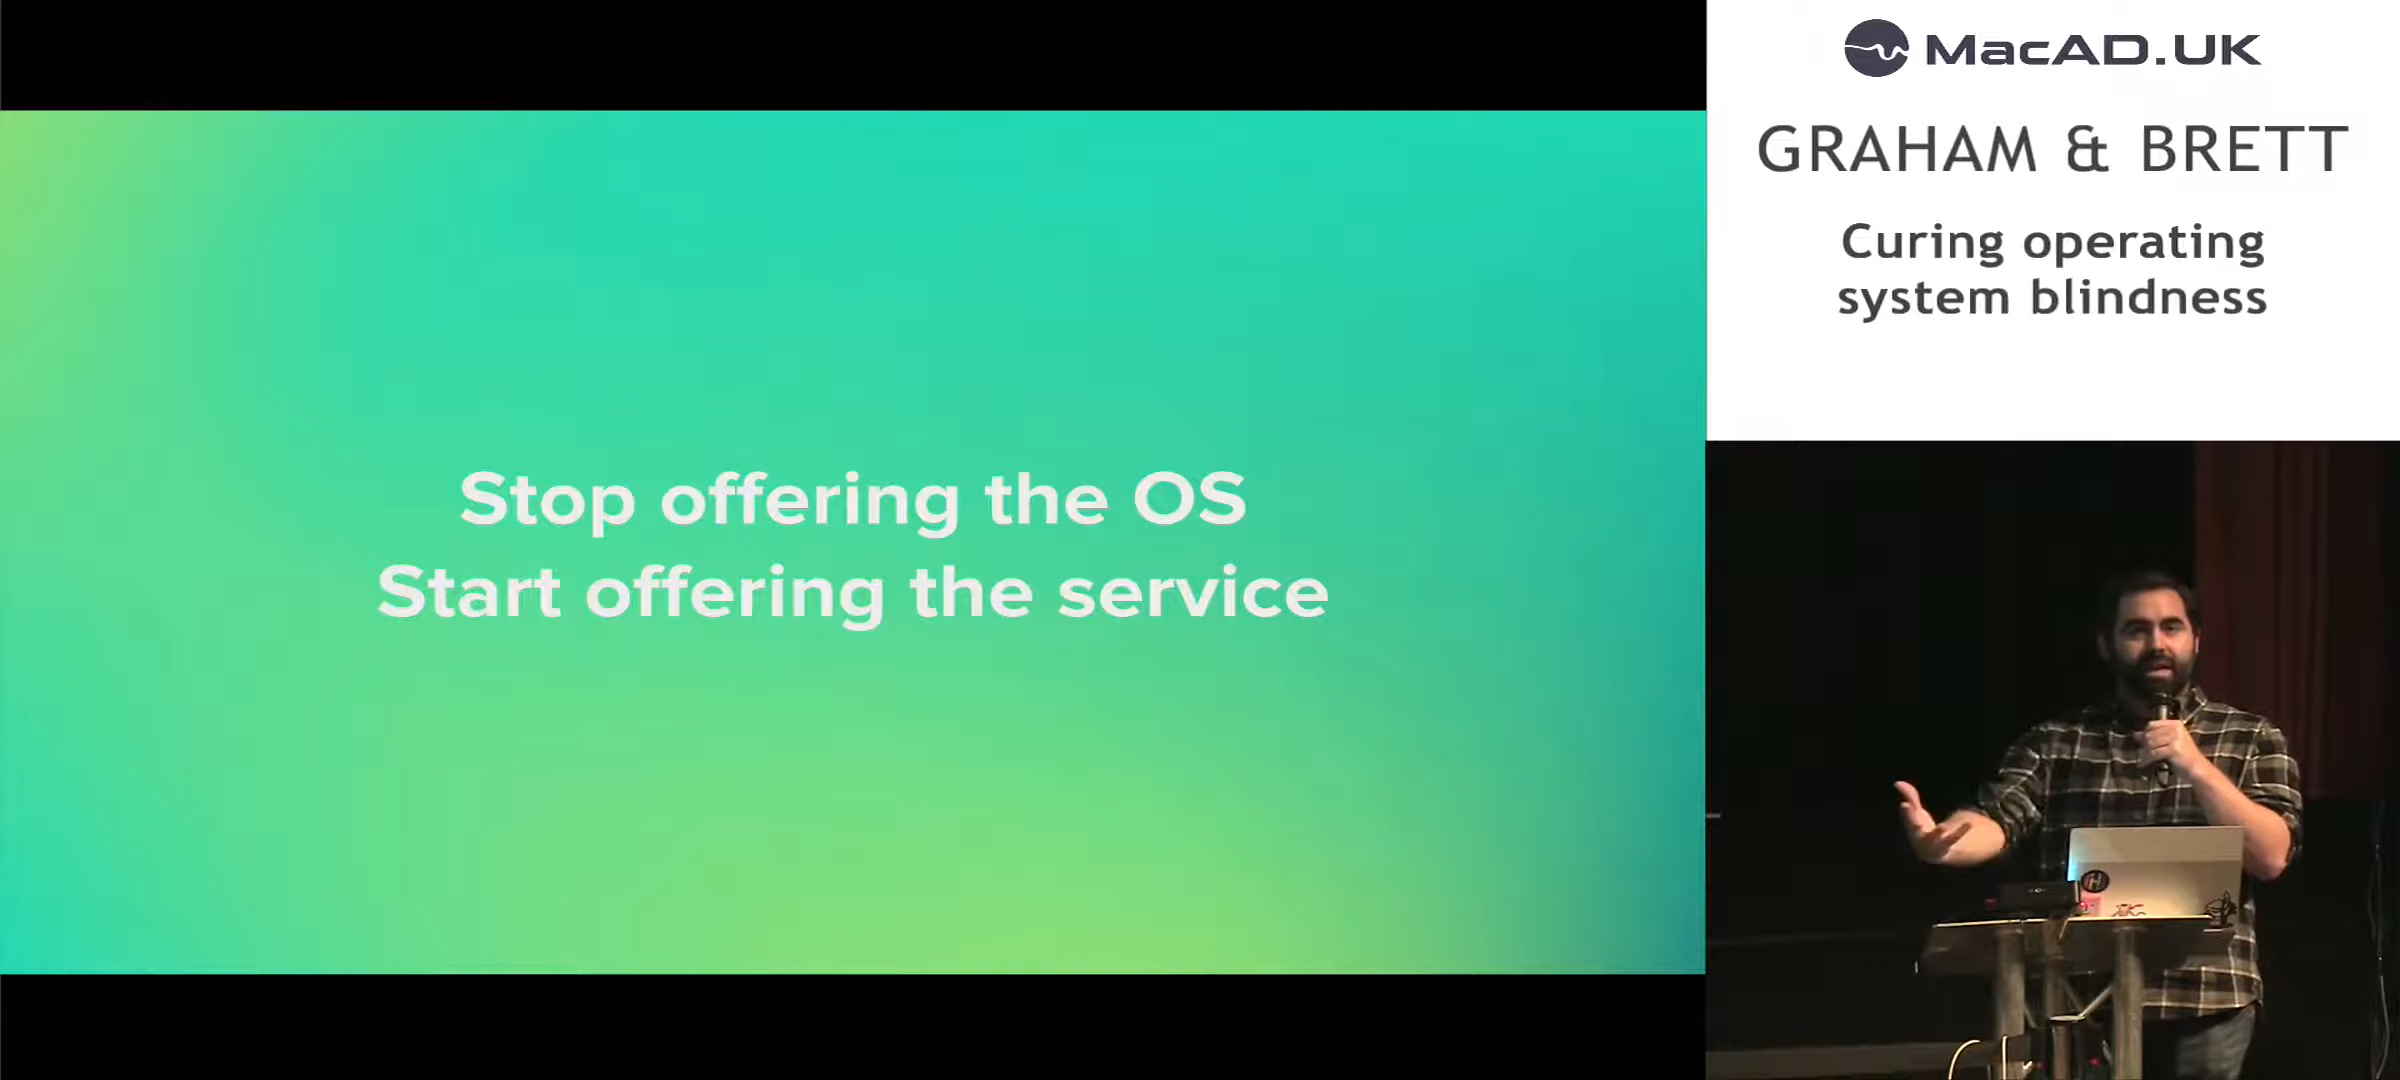 Stop offering the OS
Start offering the service
MacAD.UK
GRAHAM & BRETT
Curing operating
system blindness